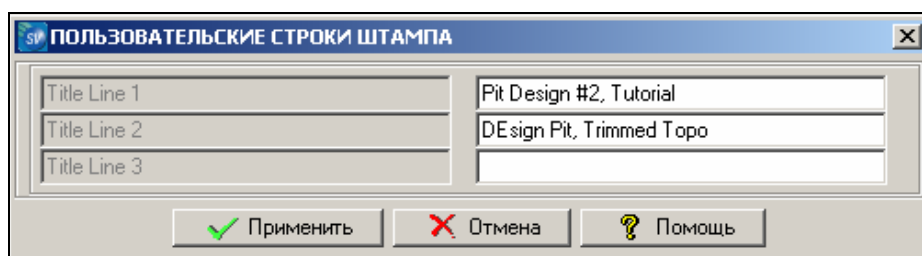 ПОЛЬЗОВАТЕЛЬСКИЕ СТРОКИ ШТАМПА
Title Line 1 Pit Design #2, Tutorial
Title Line 2 DEsign Pit, Trimmed Topo
Title Line 3
Применить Отмена Помощь